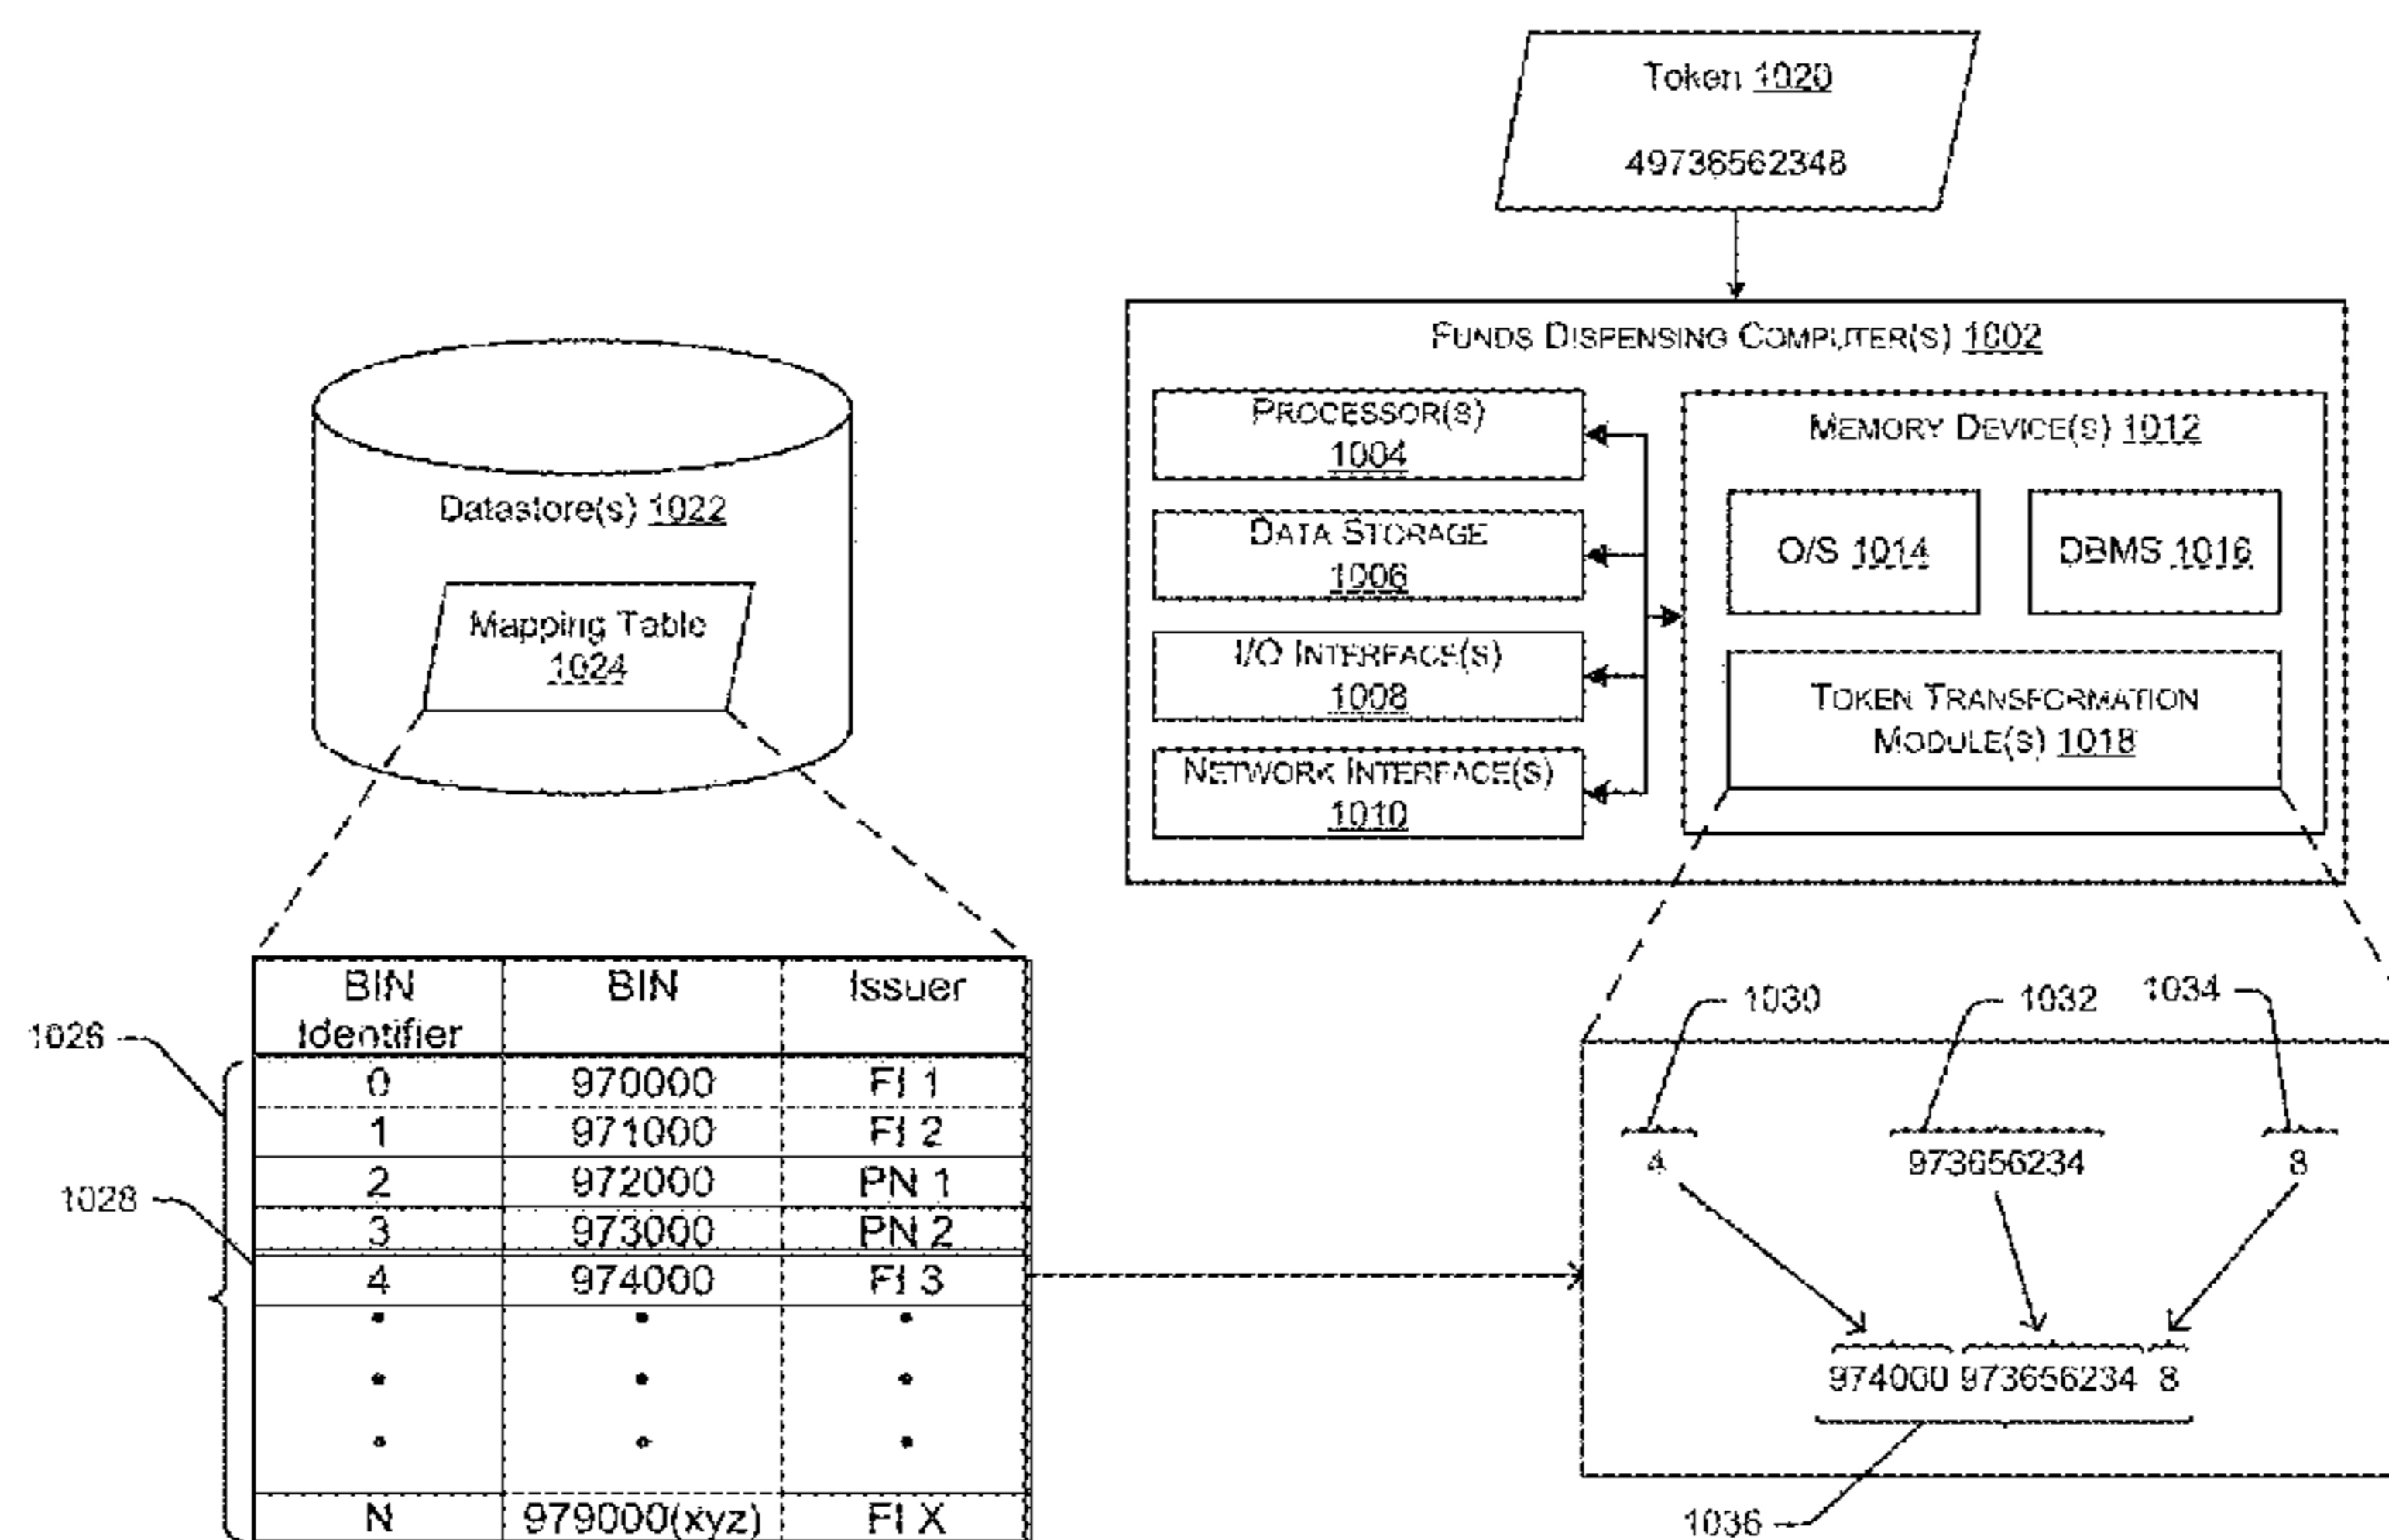 Token 1020
49736562348
FUNDS DISPENSING COMPUTER(S) 1002
PROCESSOR(S)
1004
DATA STORAGE
1006
I/O INTERFACE(S)
1008
NETWORK INTERFACE(S)
1010
MEMORY DEVICE(S) 1012
O/S 1014
DBMS 1016
TOKEN TRANSFORMATION
MODULE(S) 1018
Datastore(s) 1022
Mapping Table
1024
BIN Identifier BIN Issuer
0 970000 FI 1
1 971000 FI 2
2 972000 PN 1
3 973000 PN 2
4 974000 FI 3
N 979000(xyz) FI X
1026
1028
1030
1032
1034
4 973656234 8
974000 973656234 8
1036